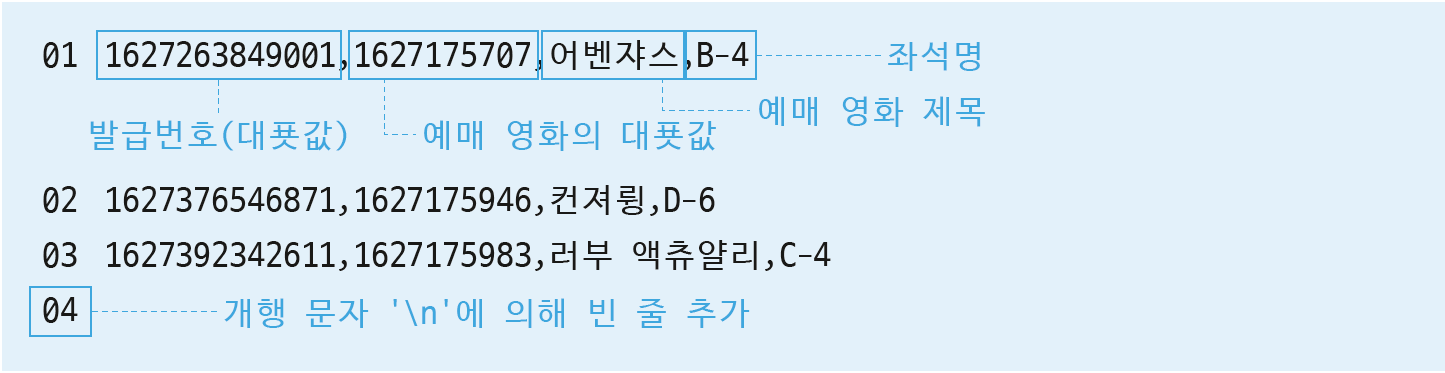 01 1627263849001,1627175707,어벤쟈스,B-4 좌석명
예매 영화 제목
발급번호(대푯값) 예매 영화의 대푯값
02 1627376546871,1627175946,컨져륑,D-6
03 1627392342611,1627175983,러부 액츄얄리,C-4
04 개행 문자 '\n'에 의해 빈 줄 추가